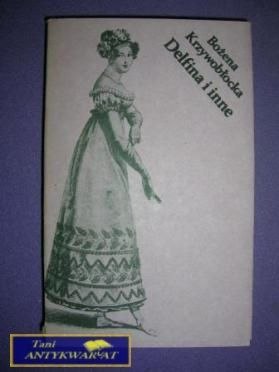 Bożena
Krzywobłocka
Delfina i inne
Tani
ANTYKWARIAT